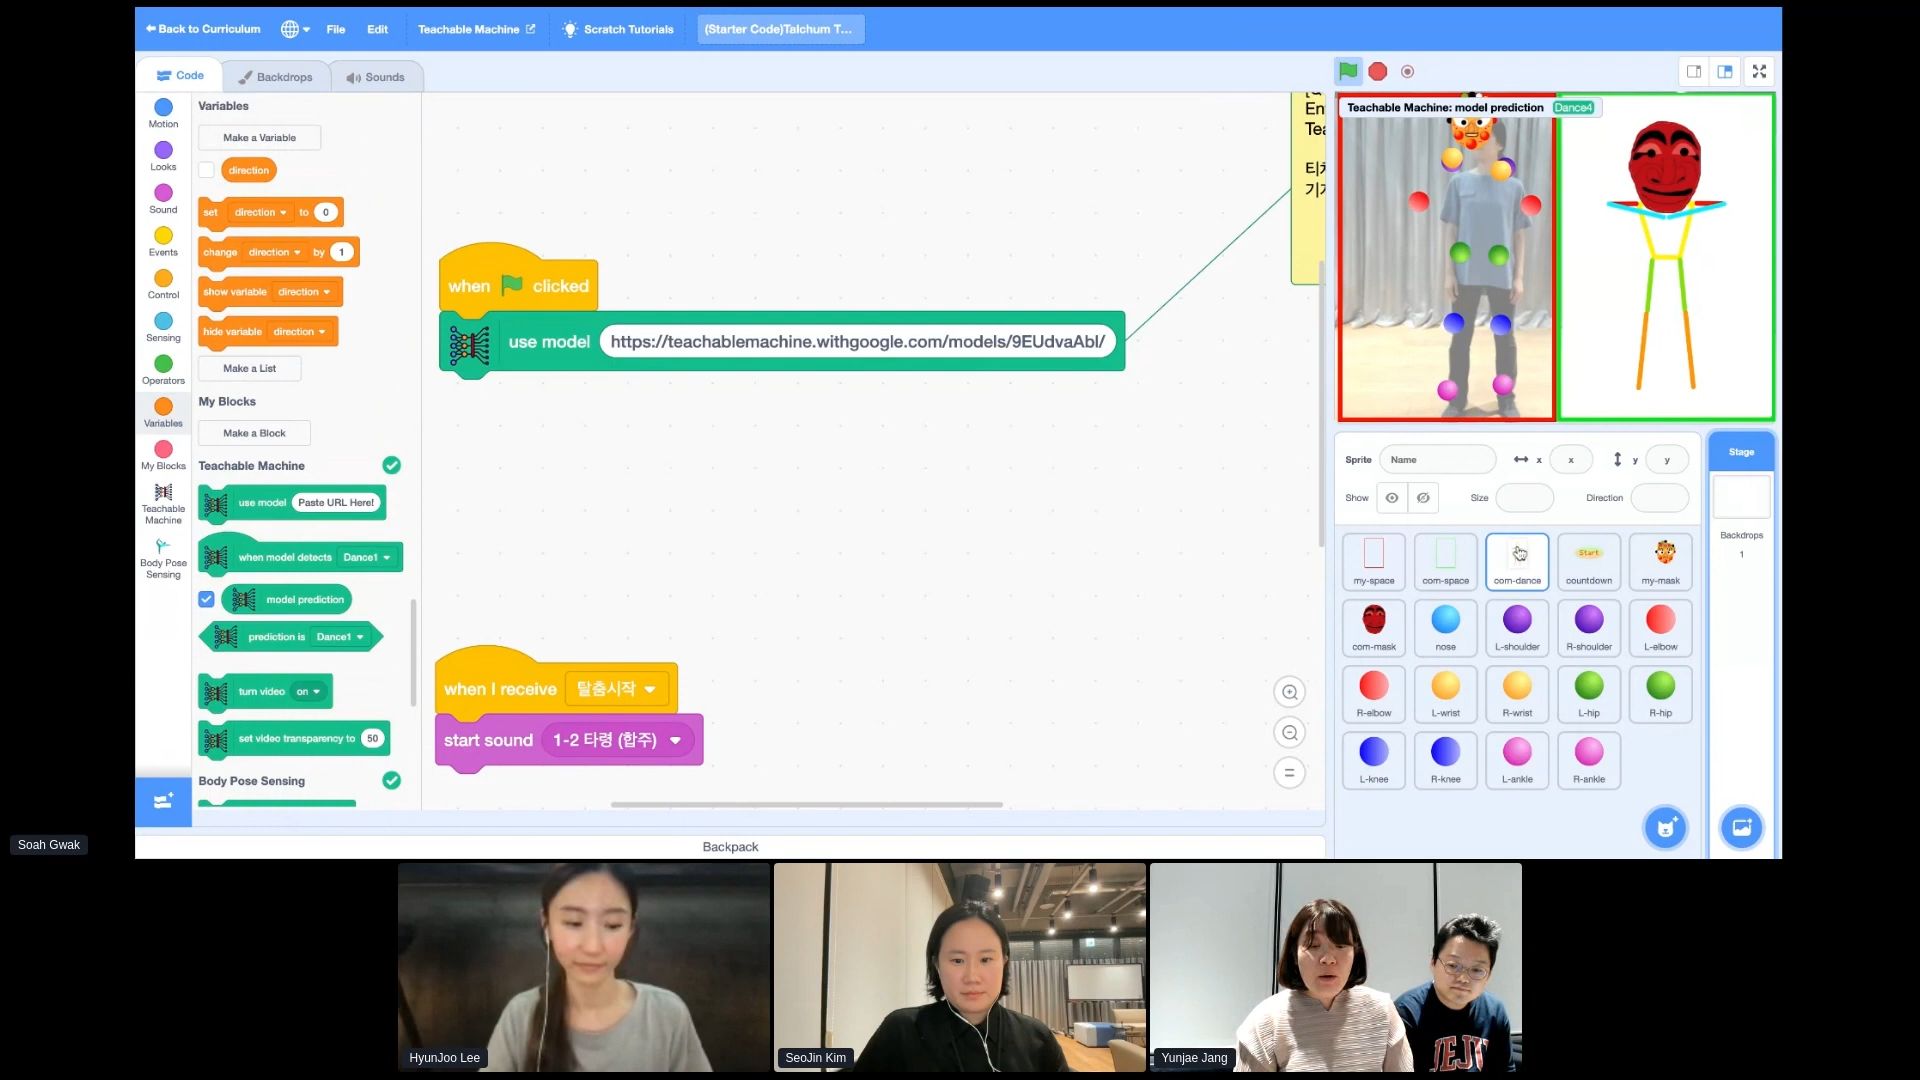 Back to Curriculum
File
Edit
Teachable Machine
Scratch Tutorials
(Starter Code)Talchum T...
Code
Backdrops
Sounds
Motion
Looks
Sound
Events
Control
Sensing
Operators
Variables
My Blocks
Teachable
Machine
Body Pose
Sensing
Variables
Make a Variable
direction
set direction to 0
change direction by 1
show variable direction
hide variable direction
Make a List
My Blocks
Make a Block
Teachable Machine
use model Paste URL Here!
when model detects Dance1
model prediction
prediction is Dance1
turn video on
set video transparency to 50
Body Pose Sensing
when clicked
use model https://teachablemachine.withgoogle.com/models/9EUdvaAbl/
when I receive 탈춤시작
start sound 1-2 타령 (합주)
En
Tea
Backpack
Teachable Machine: model prediction Dance4
Sprite Name x x y y
Show Size Direction
Stage
Backdrops
1
my-space
com-space
com-dance
Start
countdown
my-mask
com-mask
nose
L-shoulder
R-shoulder
L-elbow
R-elbow
L-wrist
R-wrist
L-hip
R-hip
L-knee
R-knee
L-ankle
R-ankle
Soah Gwak
HyunJoo Lee
SeoJin Kim
Yunjae Jang